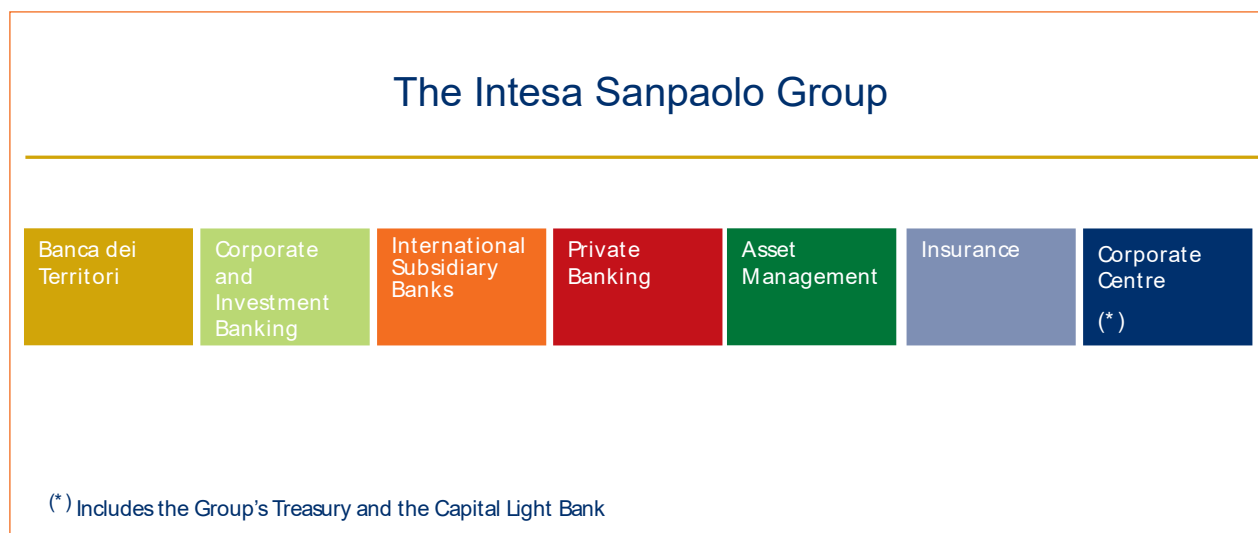 The Intesa Sanpaolo Group
Banca dei
Territori
Corporate
and
Investment
Banking
International
Subsidiary
Banks
Private
Banking
Asset
Management
Insurance
Corporate
Centre
(*)
(*) Includes the Group's Treasury and the Capital Light Bank